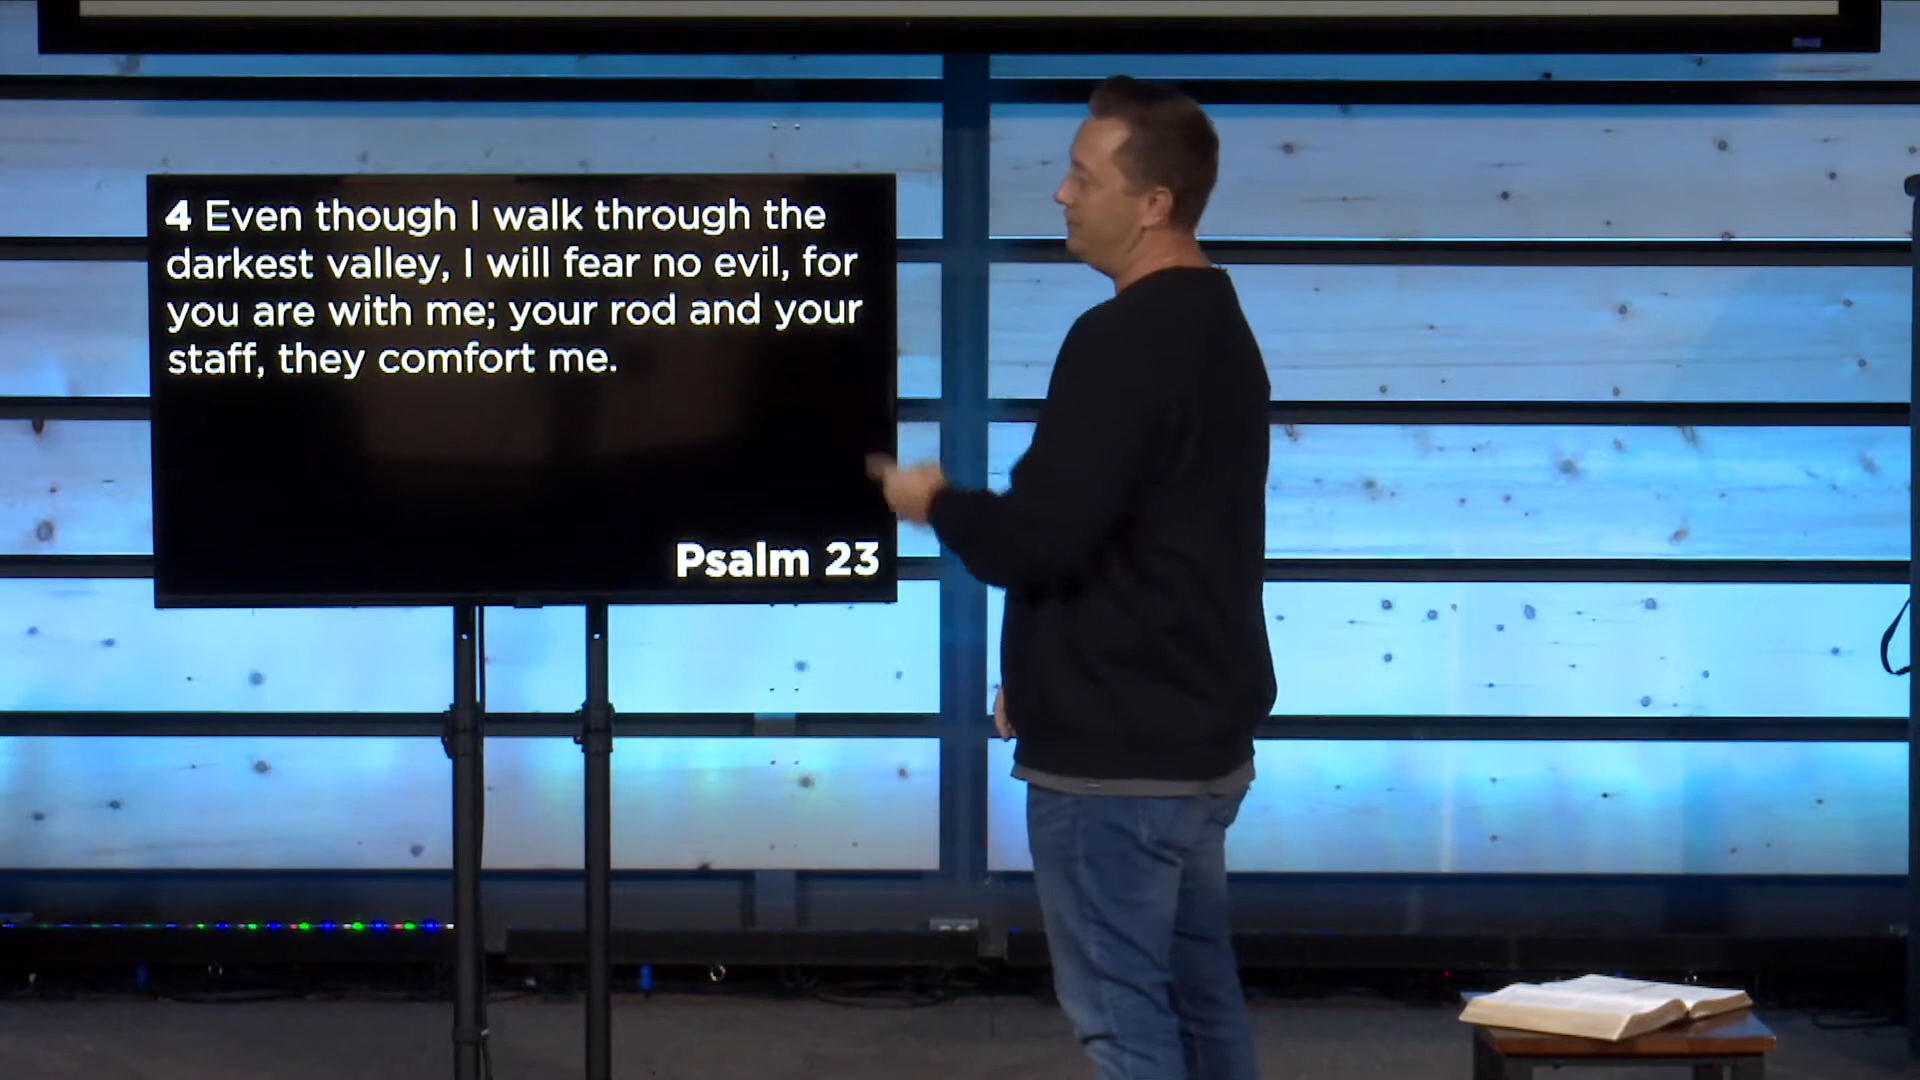 4 Even though I walk through the
darkest valley, I will fear no evil, for
you are with me; your rod and your
staff, they comfort me.
Psalm 23